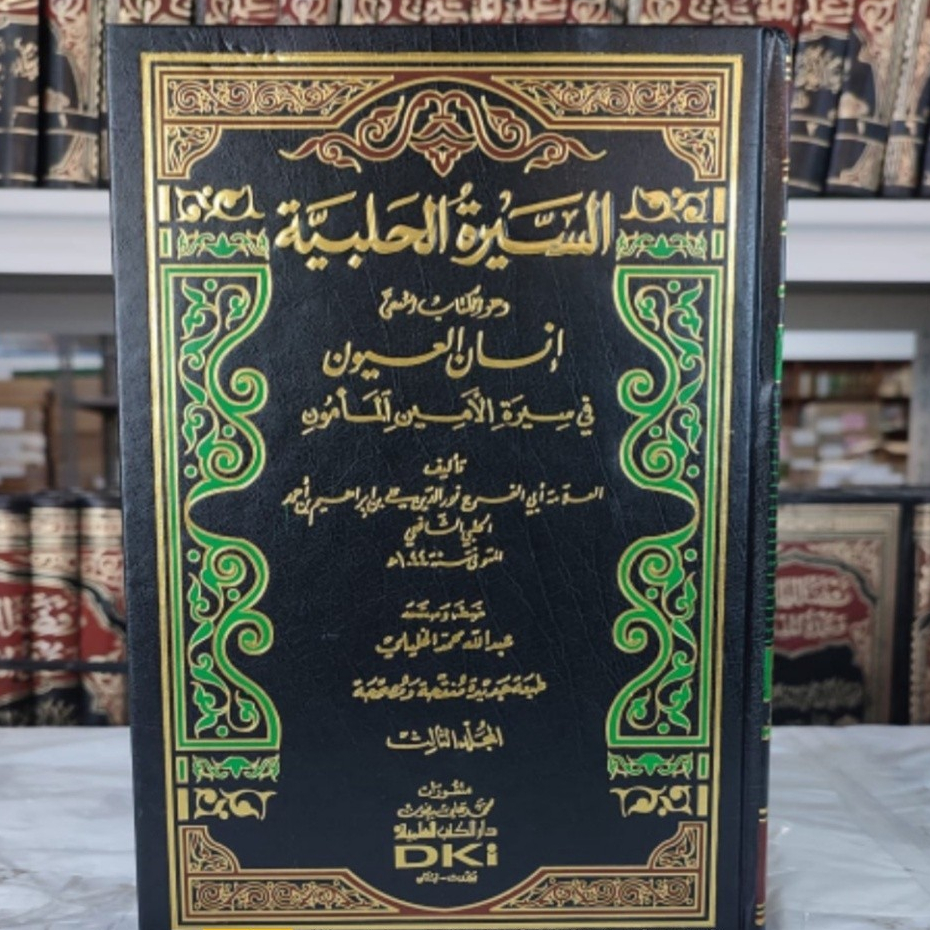 السيرة الحلبية
وهو الكتاب المسمى
إنسان العيون
في سيرة الأمين المأمون
تأليف
العلامة أبي الفرج نور الدين علي بن إبراهيم بن أحمد
الحلبي الشافعي
المتوفى سنة ١٠٤٤ هـ
ضبطه وصححه
عبد الله محمد الخليلي
طبعة جديدة منقحة ومصححة
المجلد الثالث
منشورات
محمد علي بيضون
دار الكتب العلمية
DKi
بيروت - لبنان